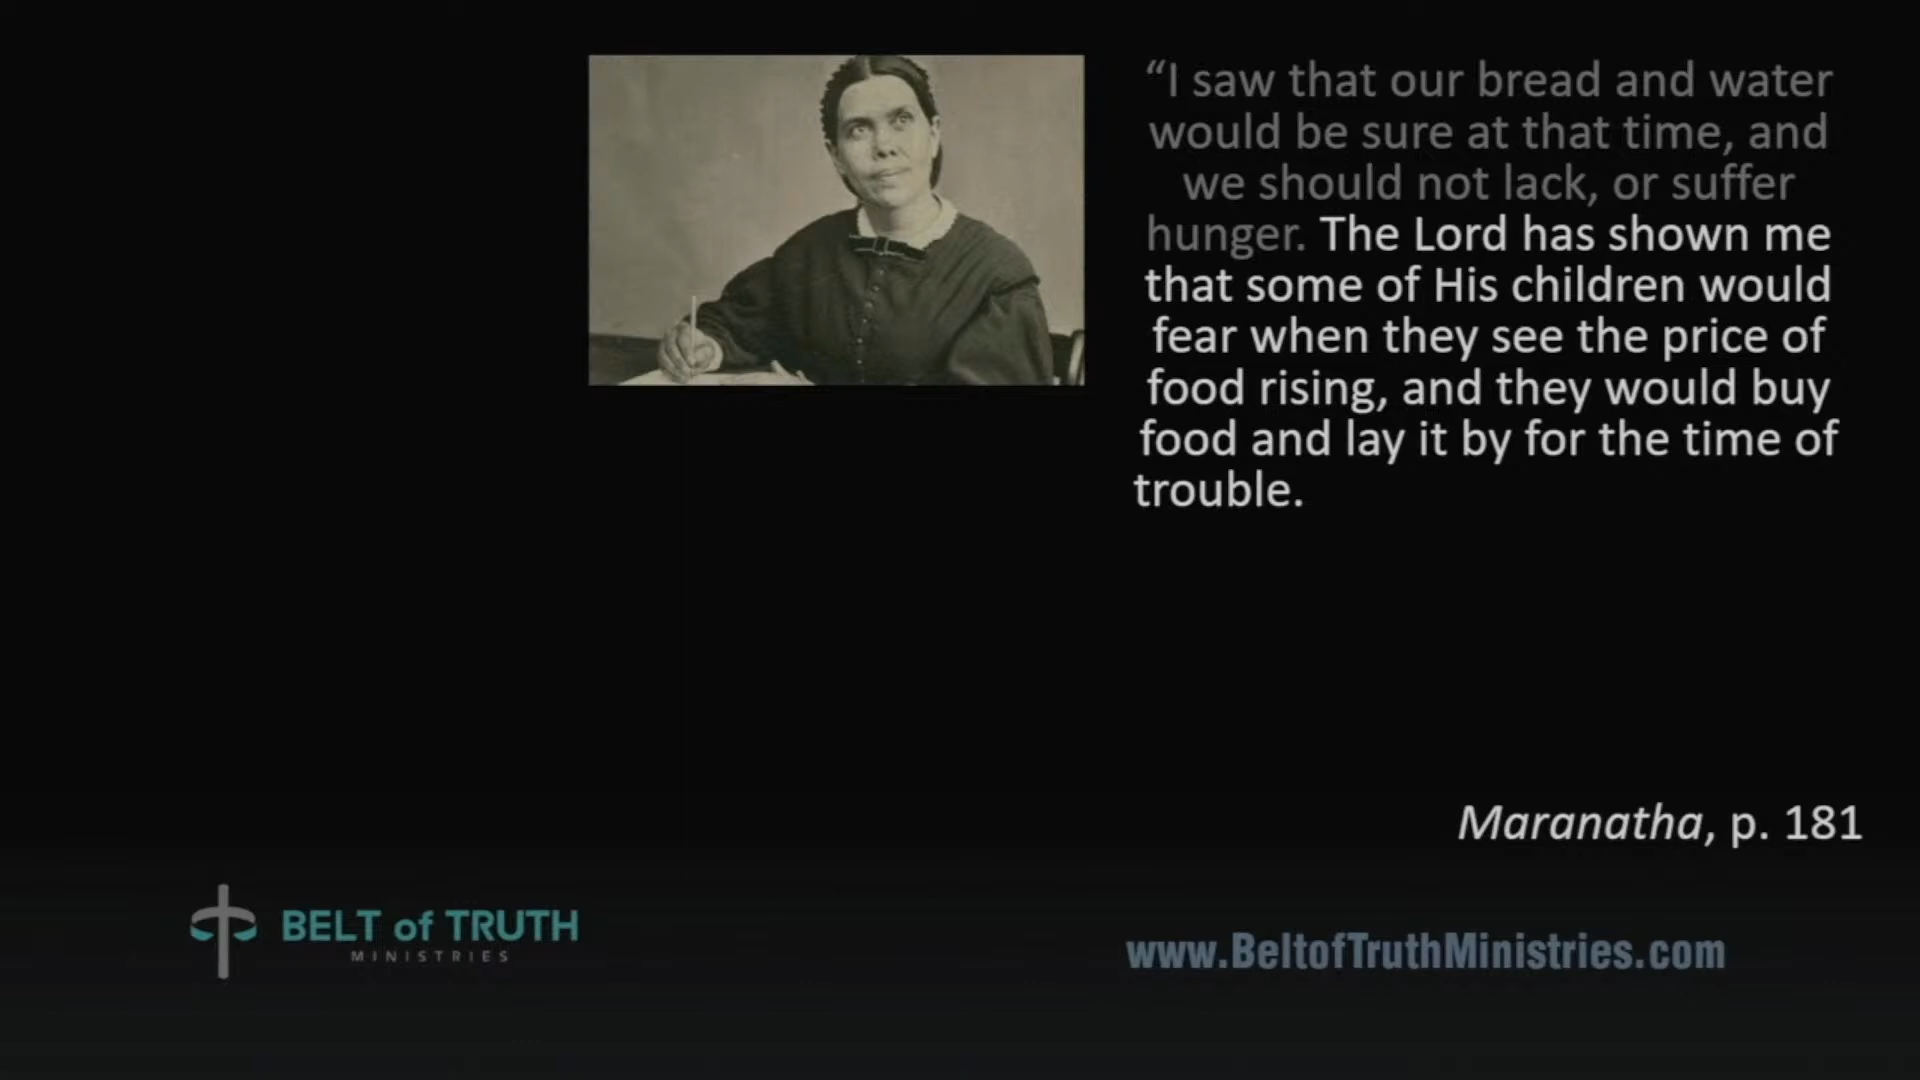 “I saw that our bread and water
would be sure at that time, and
we should not lack, or suffer
hunger. The Lord has shown me
that some of His children would
fear when they see the price of
food rising, and they would buy
food and lay it by for the time of
trouble.
Maranatha, p. 181
BELT of TRUTH
MINISTRIES
www.BeltofTruthMinistries.com